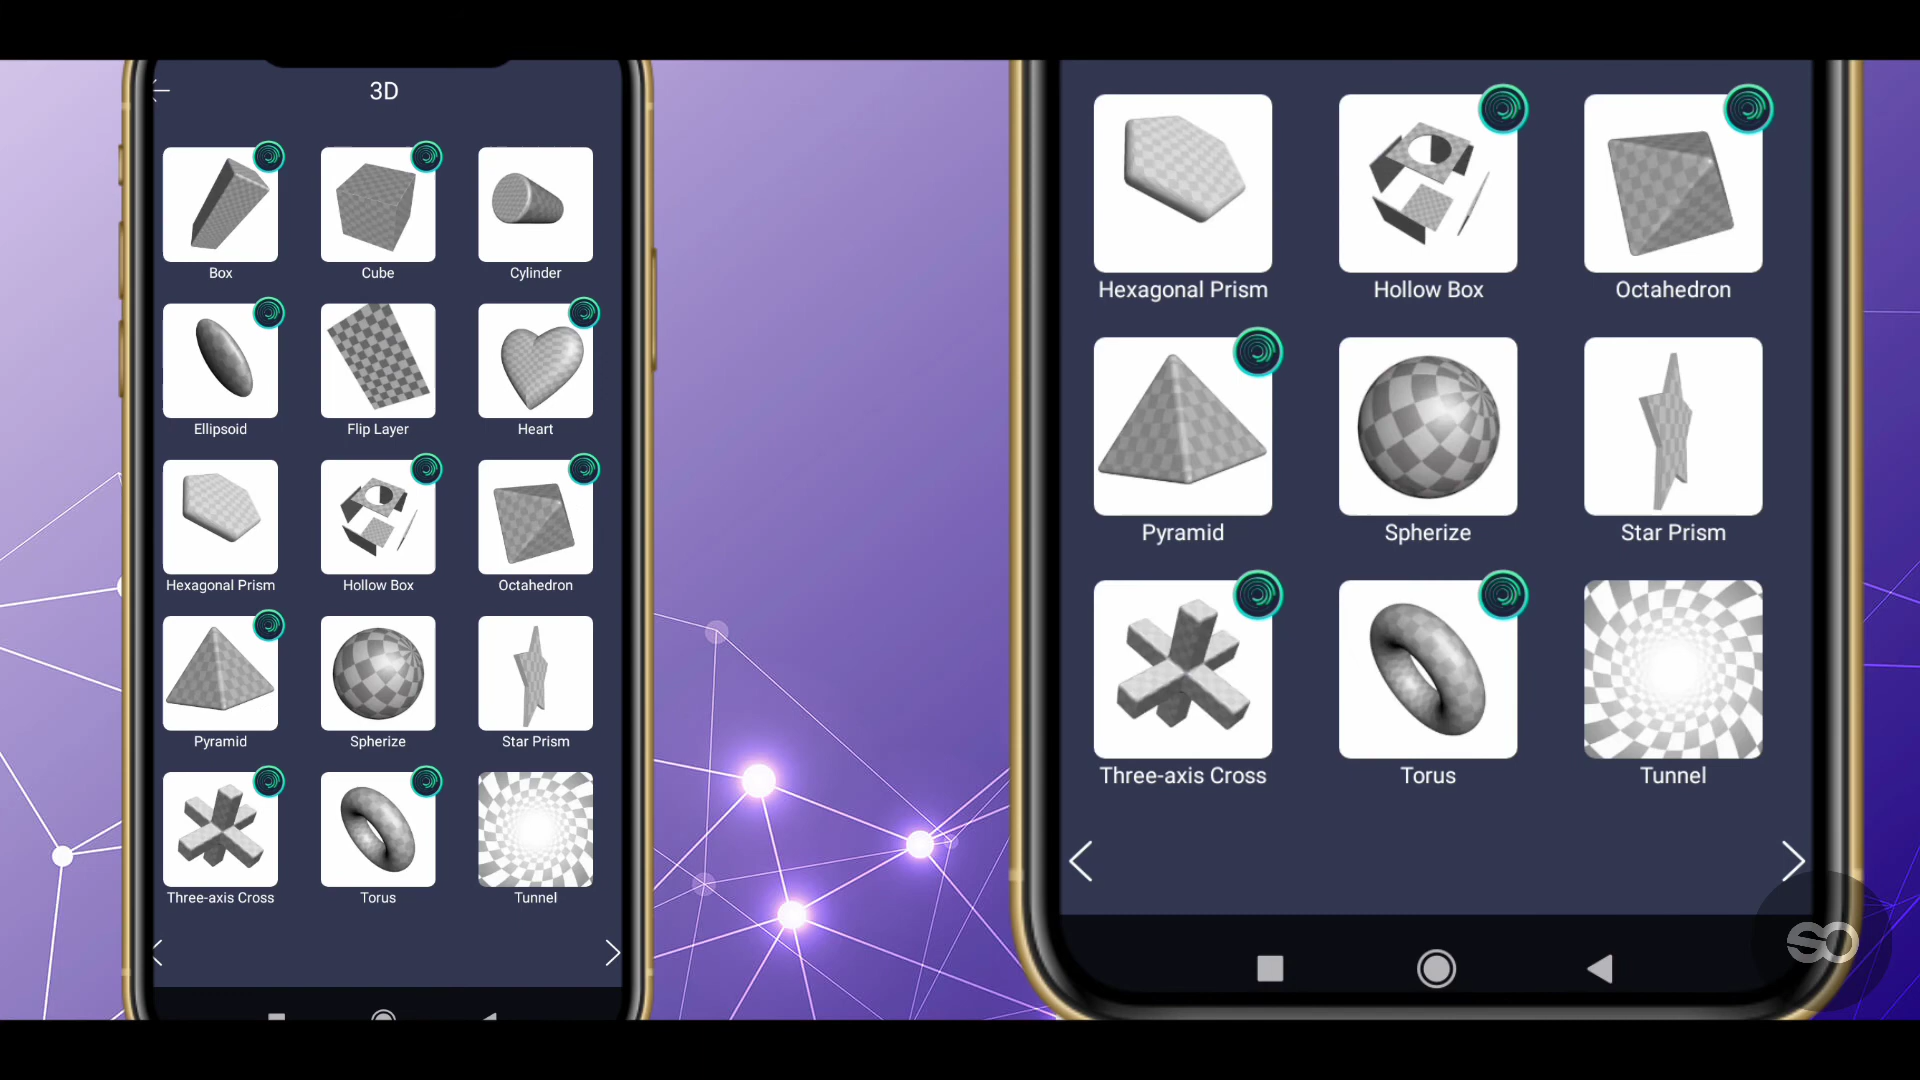 3D
Box
Cube
Cylinder
Ellipsoid
Flip Layer
Heart
Hexagonal Prism
Hollow Box
Octahedron
Pyramid
Spherize
Star Prism
Three-axis Cross
Torus
Tunnel
Hexagonal Prism
Hollow Box
Octahedron
Pyramid
Spherize
Star Prism
Three-axis Cross
Torus
Tunnel
SO